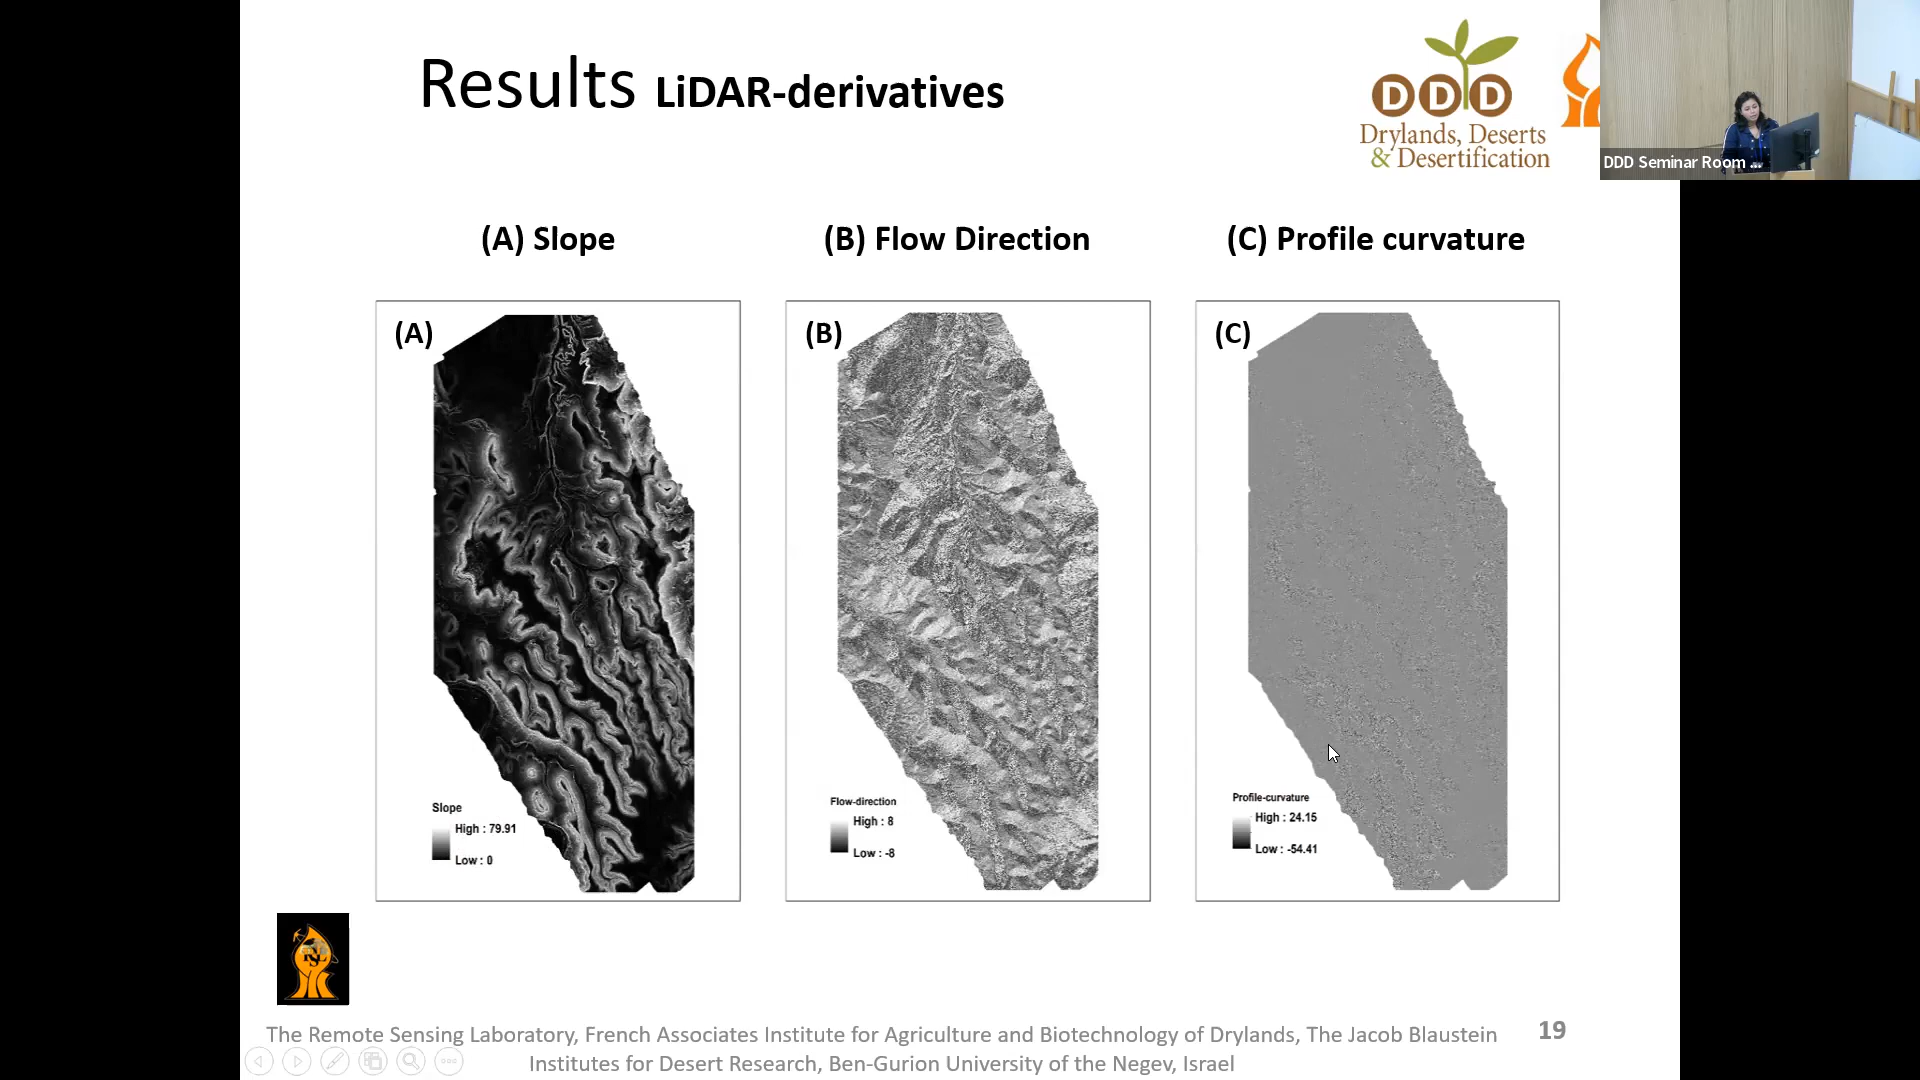 Results LiDAR-derivatives
DDD
Drylands, Deserts
& Desertification
DDD Seminar Room ...
(A) Slope
(B) Flow Direction
(C) Profile curvature
(A)
(B)
(C)
Slope
High : 79.91
Low : 0
Flow-direction
High : 8
Low : -8
Profile-curvature
High : 24.15
Low : -54.41
RSL
The Remote Sensing Laboratory, French Associates Institute for Agriculture and Biotechnology of Drylands, The Jacob Blaustein
Institutes for Desert Research, Ben-Gurion University of the Negev, Israel
19